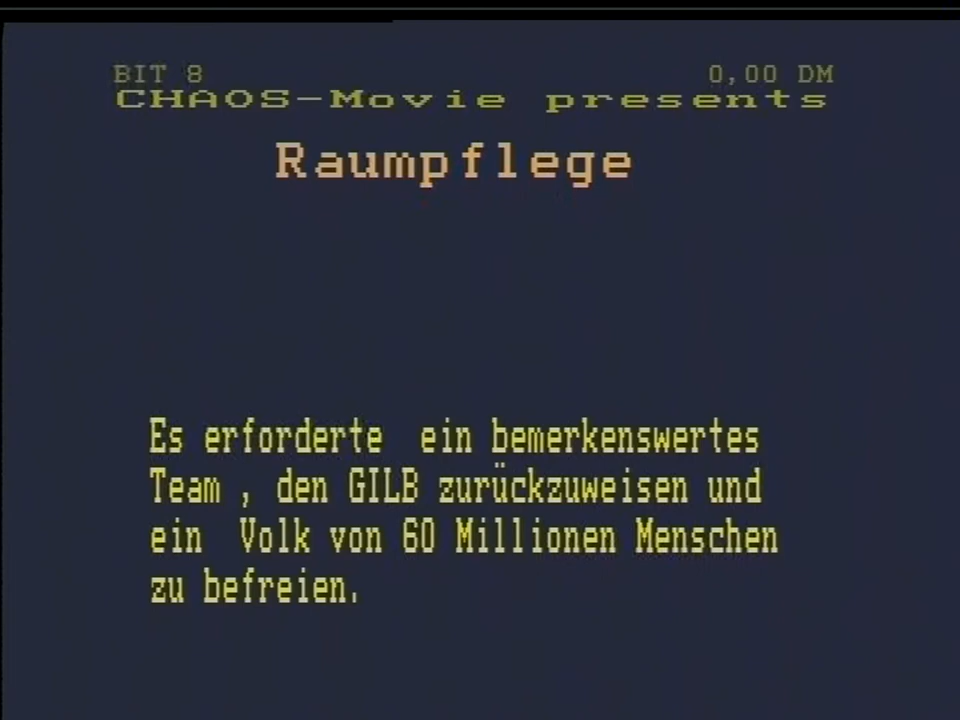 BIT 8 0,00 DM
CHAOS-Movie presents
Raumpflege
Es erforderte ein bemerkenswertes
Team , den GILB zurückzuweisen und
ein Volk von 60 Millionen Menschen
zu befreien.